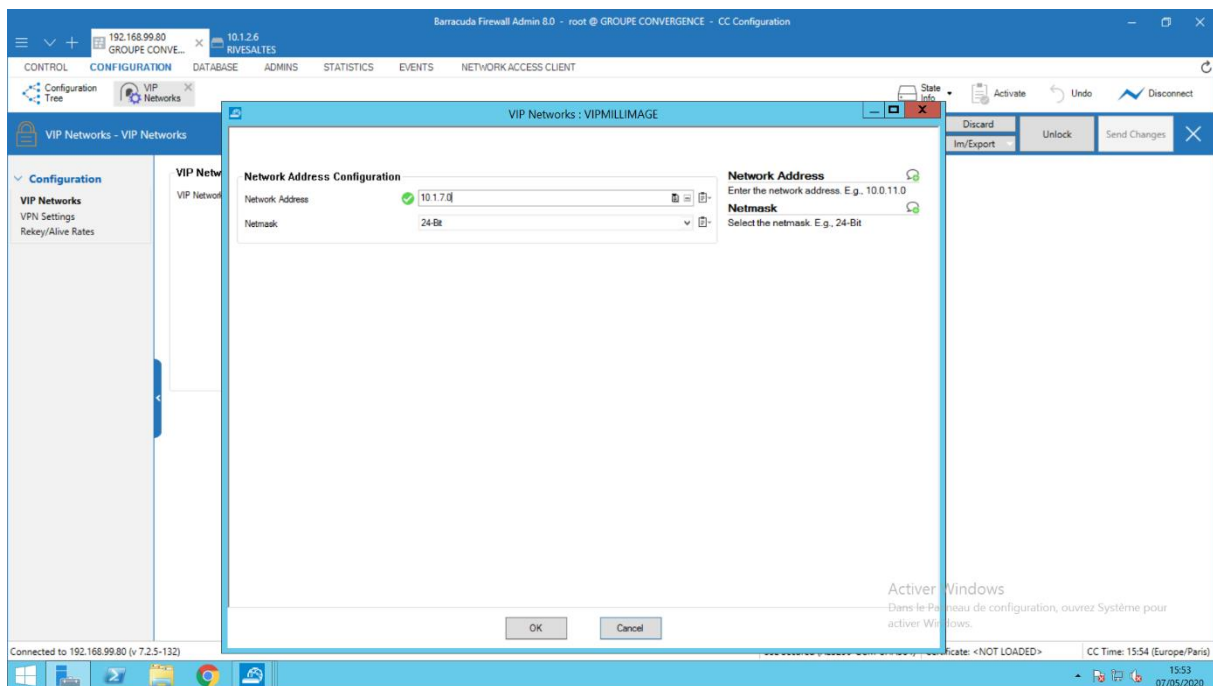 Barracuda Firewall Admin 8.0 - root @ GROUPE CONVERGENCE - CC Configuration
192.168.99.80
GROUPE CONVE...
10.1.2.6
RIVESALTES
CONTROL CONFIGURATION DATABASE ADMINS STATISTICS EVENTS NETWORK ACCESS CLIENT
Configuration
Tree
VIP
Networks
State
Info
Activate
Undo
Disconnect
VIP Networks - VIP Networks
VIP Networks : VIPMILLIMAGE
Discard
Im/Export
Unlock
Send Changes
Configuration
VIP Networks
VPN Settings
Rekey/Alive Rates
VIP Netw
VIP Network
Network Address Configuration
Network Address 10.1.7.0
Netmask 24-Bit
Network Address
Enter the network address. E.g., 10.0.11.0
Netmask
Select the netmask. E.g., 24-Bit
OK
Cancel
Activer Windows
Dans le Panneau de configuration, ouvrez Système pour
activer Windows.
Connected to 192.168.99.80 (v 7.2.5-132)
<NOT LOADED>
CC Time: 15:54 (Europe/Paris)
15:53
07/05/2020